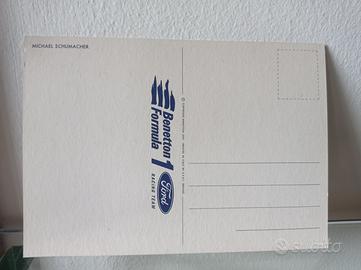 MICHAEL SCHUMACHER
Benetton
Formula 1
Ford
RACING TEAM
subito